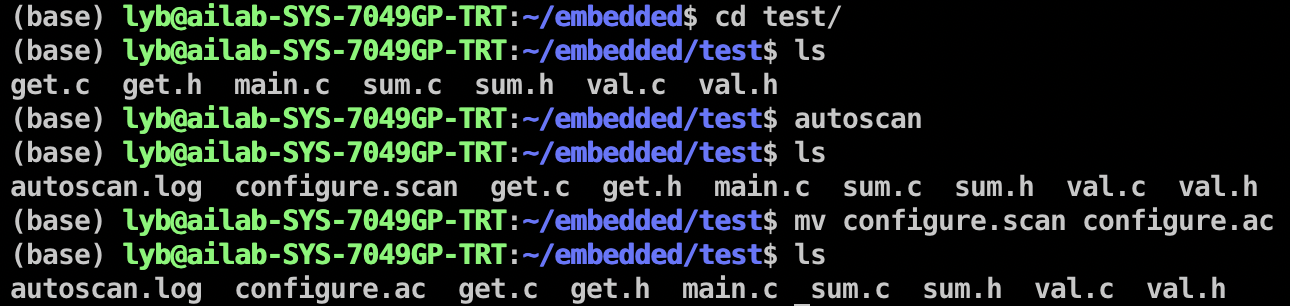 (base) lyb@ailab-SYS-7049GP-TRT:~/embedded$ cd test/
(base) lyb@ailab-SYS-7049GP-TRT:~/embedded/test$ ls
get.c  get.h  main.c  sum.c  sum.h  val.c  val.h
(base) lyb@ailab-SYS-7049GP-TRT:~/embedded/test$ autoscan
(base) lyb@ailab-SYS-7049GP-TRT:~/embedded/test$ ls
autoscan.log  configure.scan  get.c  get.h  main.c  sum.c  sum.h  val.c  val.h
(base) lyb@ailab-SYS-7049GP-TRT:~/embedded/test$ mv configure.scan configure.ac
(base) lyb@ailab-SYS-7049GP-TRT:~/embedded/test$ ls
autoscan.log  configure.ac  get.c  get.h  main.c  sum.c  sum.h  val.c  val.h